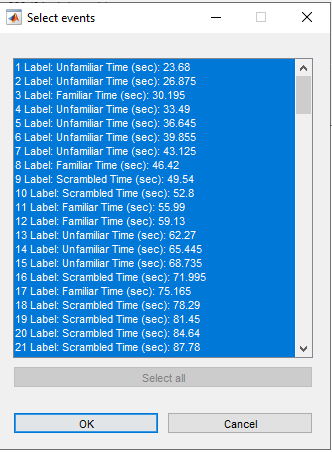 Select events
1 Label: Unfamiliar Time (sec): 23.68
2 Label: Unfamiliar Time (sec): 26.875
3 Label: Familiar Time (sec): 30.195
4 Label: Unfamiliar Time (sec): 33.49
5 Label: Unfamiliar Time (sec): 36.645
6 Label: Unfamiliar Time (sec): 39.855
7 Label: Unfamiliar Time (sec): 43.125
8 Label: Familiar Time (sec): 46.42
9 Label: Scrambled Time (sec): 49.54
10 Label: Scrambled Time (sec): 52.8
11 Label: Familiar Time (sec): 55.99
12 Label: Familiar Time (sec): 59.13
13 Label: Unfamiliar Time (sec): 62.27
14 Label: Unfamiliar Time (sec): 65.445
15 Label: Unfamiliar Time (sec): 68.735
16 Label: Scrambled Time (sec): 71.995
17 Label: Familiar Time (sec): 75.165
18 Label: Scrambled Time (sec): 78.29
19 Label: Scrambled Time (sec): 81.45
20 Label: Scrambled Time (sec): 84.64
21 Label: Scrambled Time (sec): 87.78
Select all
OK Cancel